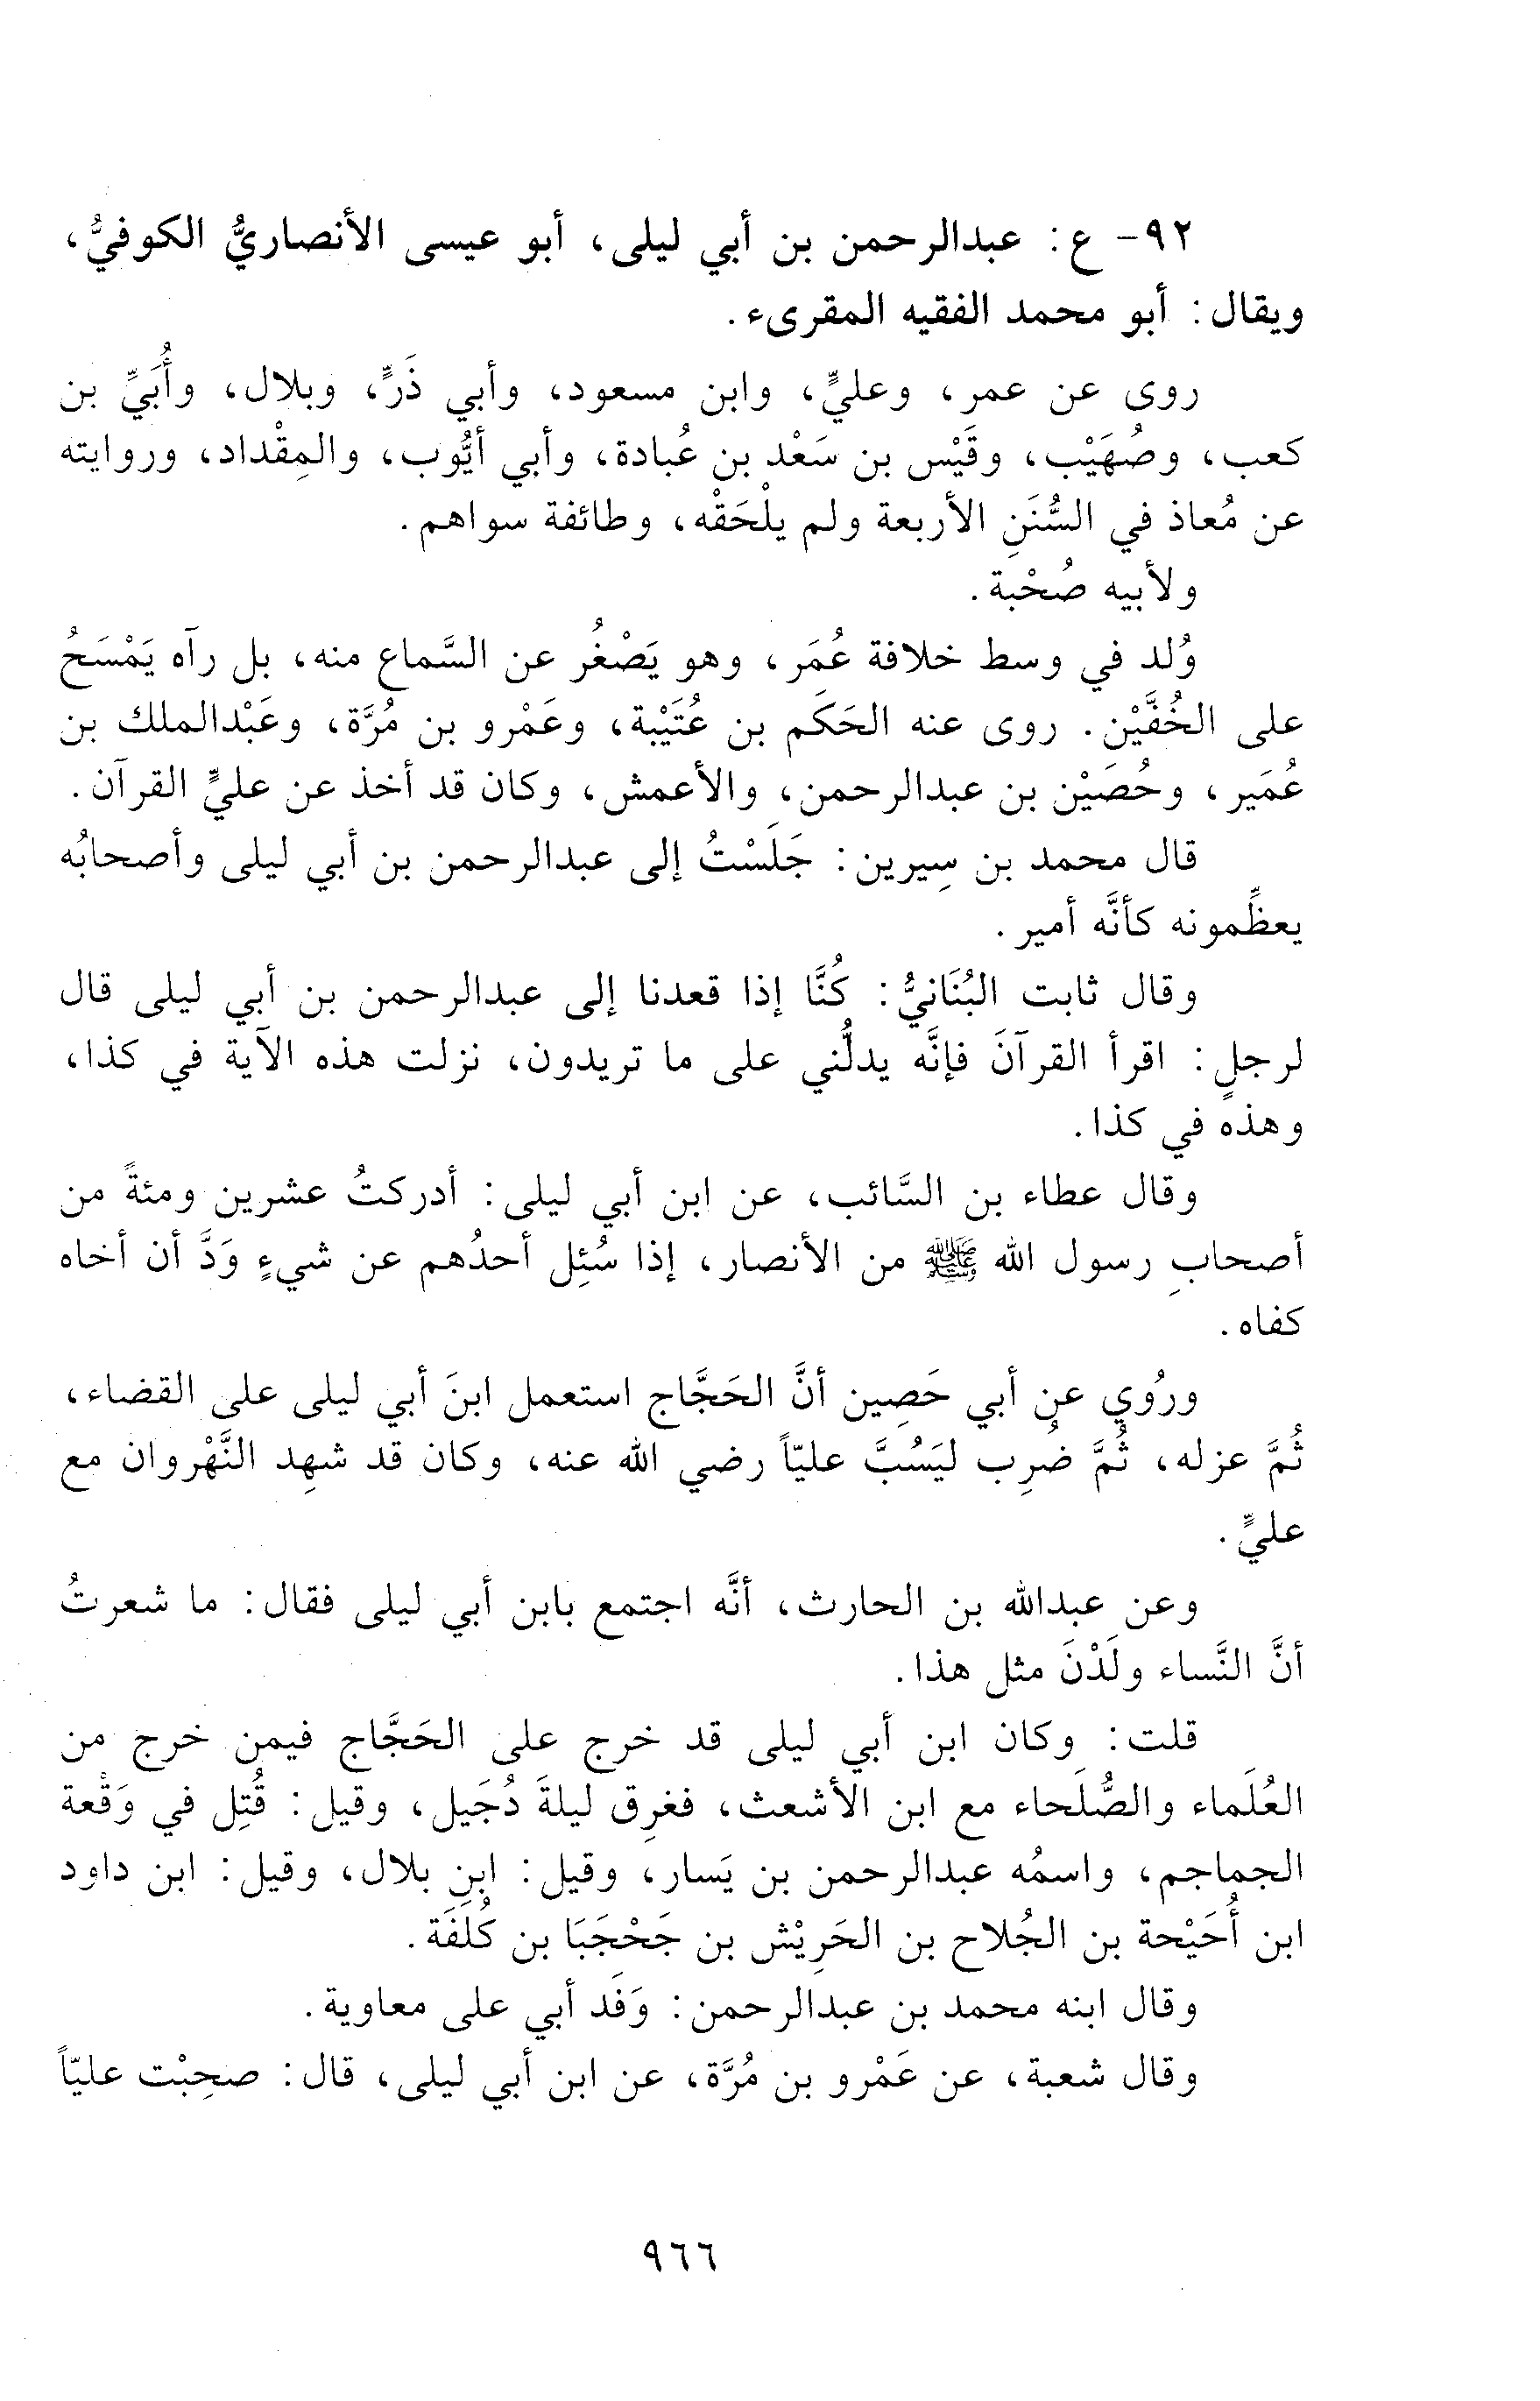 ٩٢- ع: عبدالرحمن بن أبي ليلى، أبو عيسى الأنصاريُّ الكوفيُّ،
ويقال: أبو محمد الفقيه المقرىء.
روى عن عمر، وعليٍّ، وابن مسعود، وأبي ذَرٍّ، وبلال، وأُبَيِّ بن
كعب، وصُهَيْب، وقَيْس بن سَعْد بن عُبادة، وأبي أيُّوب، والمِقْداد، وروايته
عن مُعاذ في السُّنَنِ الأربعة ولم يلْحَقْه، وطائفة سواهم.
ولأبيه صُحْبة.
وُلد في وسط خلافة عُمَر، وهو يَصْغُر عن السَّماع منه، بل رآه يَمْسَحُ
على الخُفَّيْن. روى عنه الحَكَم بن عُتَيْبة، وعَمْرو بن مُرَّة، وعَبْدالملك بن
عُمَير، وحُصَيْن بن عبدالرحمن، والأعمش، وكان قد أخذ عن عليٍّ القرآن.
قال محمد بن سِيرين: جَلَسْتُ إلى عبدالرحمن بن أبي ليلى وأصحابُه
يعظِّمونه كأنَّه أمير.
وقال ثابت البُنَانيُّ: كُنَّا إذا قعدنا إلى عبدالرحمن بن أبي ليلى قال
لرجلٍ: اقرأ القرآنَ فإنَّه يدلُّني على ما تريدون، نزلت هذه الآية في كذا،
وهذه في كذا.
وقال عطاء بن السَّائب، عن ابن أبي ليلى: أدركتُ عشرين ومئةً من
أصحابِ رسول الله ﷺ من الأنصار، إذا سُئِل أحدُهم عن شيءٍ وَدَّ أن أخاه
كفاه.
ورُوي عن أبي حَصِين أنَّ الحَجَّاج استعمل ابنَ أبي ليلى على القضاء،
ثُمَّ عزله، ثُمَّ ضُرِب ليَسُبَّ عليّاً رضي الله عنه، وكان قد شهِد النَّهْروان مع
عليٍّ.
وعن عبدالله بن الحارث، أنَّه اجتمع بابن أبي ليلى فقال: ما شعرتُ
أنَّ النَّساء ولَدْنَ مثل هذا.
قلت: وكان ابن أبي ليلى قد خرج على الحَجَّاج فيمن خرج من
العُلَماء والصُّلَحاء مع ابن الأشعث، فغرِق ليلةَ دُجَيل، وقيل: قُتِل في وَقْعة
الجماجم، واسمُه عبدالرحمن بن يَسار، وقيل: ابن بلال، وقيل: ابن داود
ابن أُحَيْحة بن الجُلاح بن الحَرِيْش بن جَحْجَبَا بن كُلْفَة.
وقال ابنه محمد بن عبدالرحمن: وَفَد أبي على معاوية.
وقال شعبة، عن عَمْرو بن مُرَّة، عن ابن أبي ليلى، قال: صحِبْت عليّاً
٩٦٦